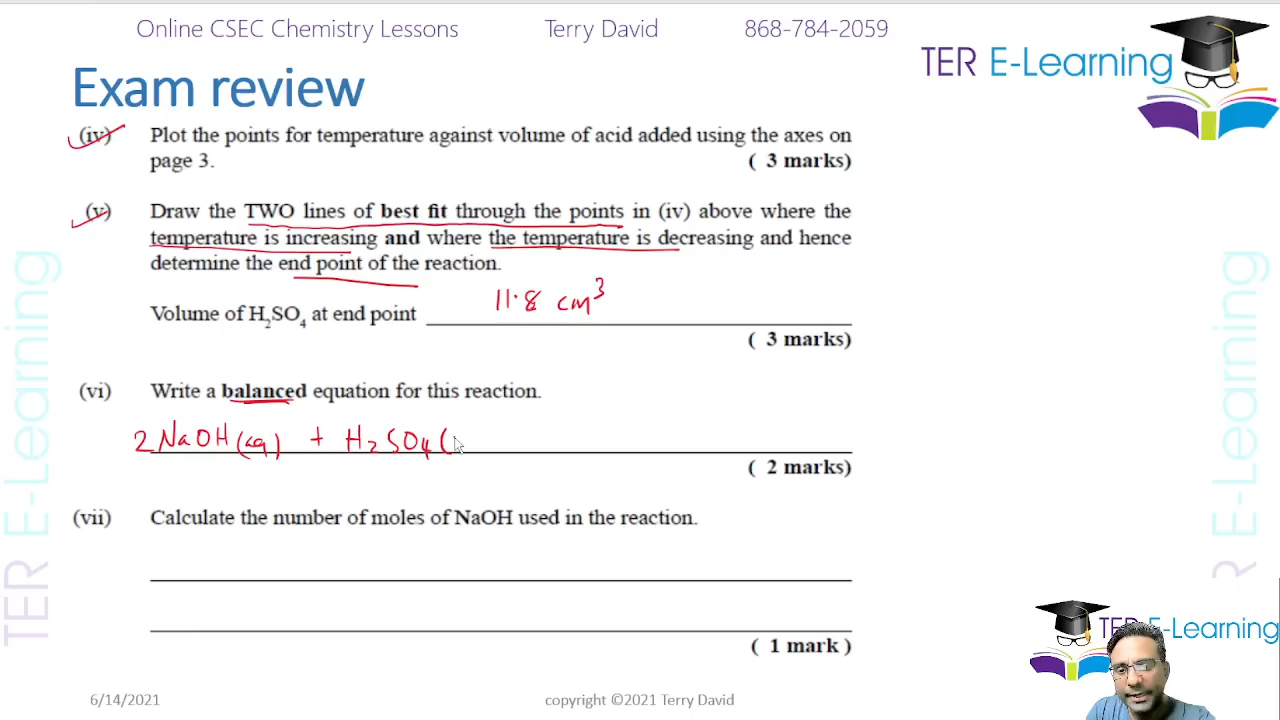 Online CSEC Chemistry Lessons Terry David 868-784-2059
TER E-Learning
Exam review
(iv) Plot the points for temperature against volume of acid added using the axes on
page 3. ( 3 marks)
(v) Draw the TWO lines of best fit through the points in (iv) above where the
temperature is increasing and where the temperature is decreasing and hence
determine the end point of the reaction.
Volume of H₂SO₄ at end point 11.8 cm³
( 3 marks)
(vi) Write a balanced equation for this reaction.
2NaOH(aq) + H₂SO₄(
( 2 marks)
(vii) Calculate the number of moles of NaOH used in the reaction.
( 1 mark )
TER E-Learning
TER E-Learning
TER E-Learning
6/14/2021 copyright ©2021 Terry David